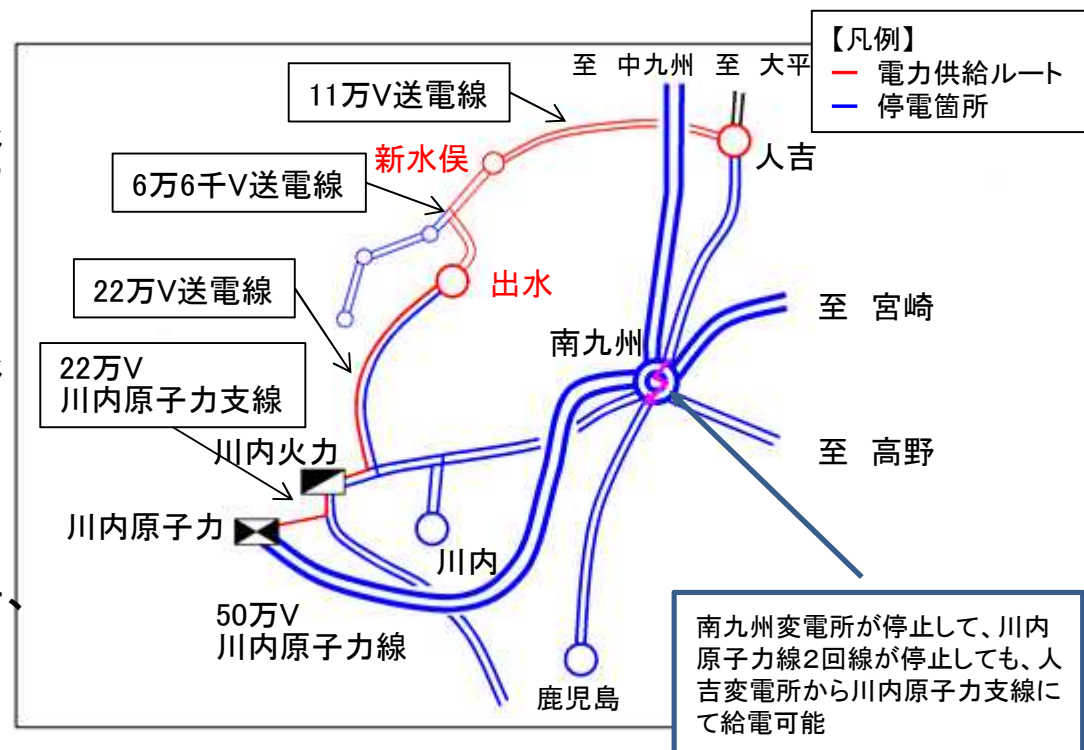 【凡例】
電力供給ルート
停電箇所
至 中九州 至 大平
11万V送電線
人吉
新水俣
6万6千V送電線
出水
22万V送電線
至 宮崎
南九州
22万V
川内原子力支線
川内火力
至 高野
川内原子力
川内
50万V
川内原子力線
鹿児島
南九州変電所が停止して、川内
原子力線2回線が停止しても、人
吉変電所から川内原子力支線に
て給電可能